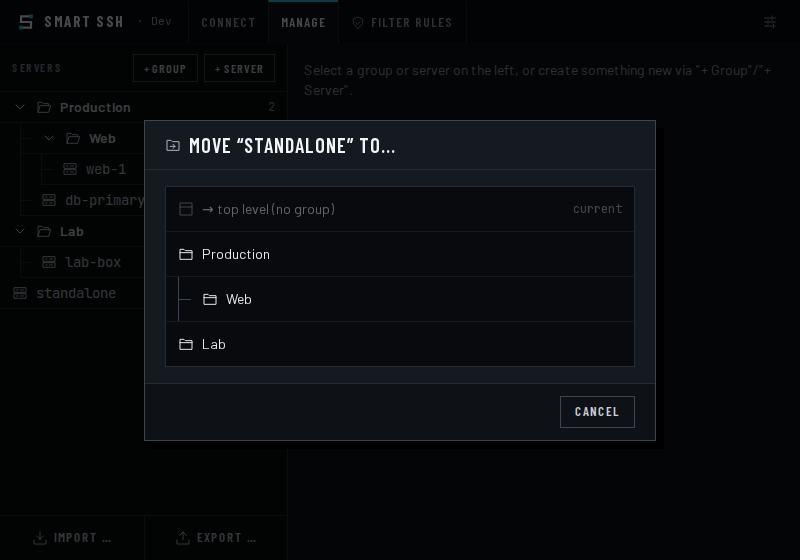 SMART SSH · Dev CONNECT MANAGE FILTER RULES
SERVERS +GROUP +SERVER
Select a group or server on the left, or create something new via "+ Group"/"+
Server".
Production 2
Web
web-1
db-primary
Lab
lab-box
standalone
MOVE “STANDALONE” TO…
→ top level (no group) current
Production
Web
Lab
CANCEL
IMPORT … EXPORT …